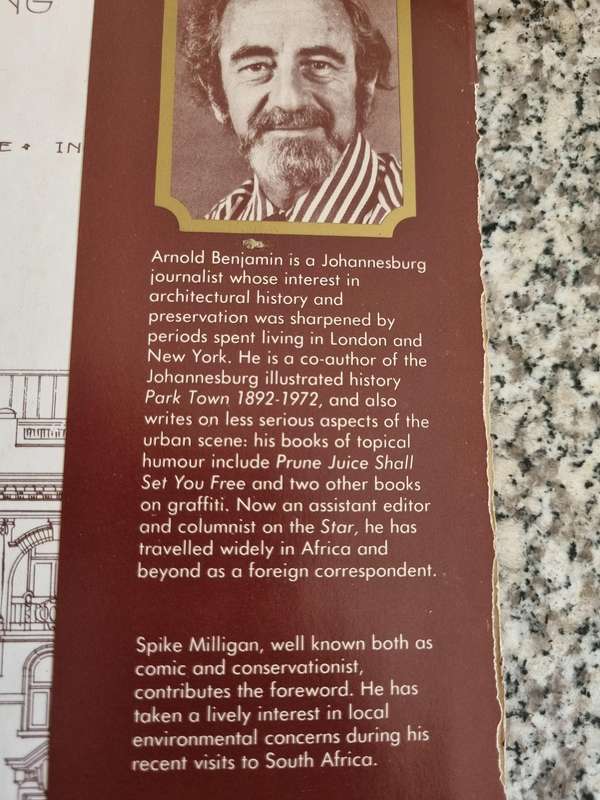 NG
E • IN
Arnold Benjamin is a Johannesburg
journalist whose interest in
architectural history and
preservation was sharpened by
periods spent living in London and
New York. He is a co-author of the
Johannesburg illustrated history
Park Town 1892-1972, and also
writes on less serious aspects of the
urban scene: his books of topical
humour include Prune Juice Shall
Set You Free and two other books
on graffiti. Now an assistant editor
and columnist on the Star, he has
travelled widely in Africa and
beyond as a foreign correspondent.
Spike Milligan, well known both as
comic and conservationist,
contributes the foreword. He has
taken a lively interest in local
environmental concerns during his
recent visits to South Africa.